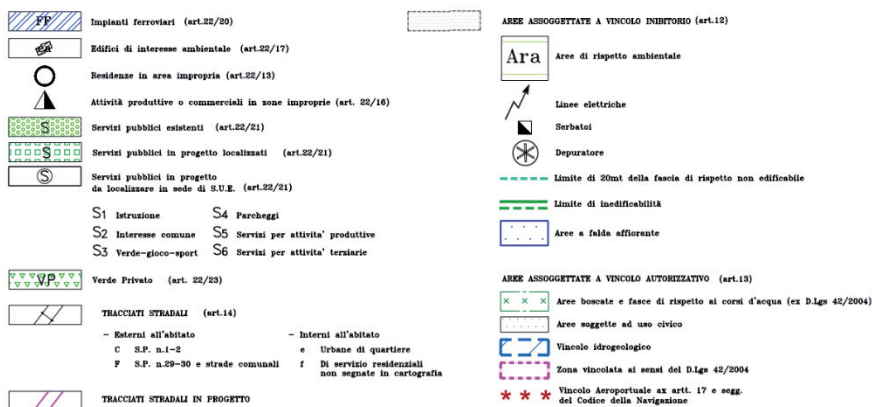 FF Impianti ferroviari (art.22/20)
Edifici di interesse ambientale (art.22/17)
Residenze in area impropria (art.22/13)
Attività produttive o commerciali in zone improprie (art. 22/16)
S Servizi pubblici esistenti (art.22/21)
S Servizi pubblici in progetto localizzati (art.22/21)
S Servizi pubblici in progetto
da localizzare in sede di S.U.E. (art.22/21)
S1 Istruzione S4 Parcheggi
S2 Interesse comune S5 Servizi per attivita' produttive
S3 Verde-gioco-sport S6 Servizi per attivita' terziarie
VP Verde Privato (art. 22/23)
TRACCIATI STRADALI (art.14)
- Esterni all'abitato - Interni all'abitato
C S.P. n.1-2 e Urbane di quartiere
F S.P. n.29-30 e strade comunali f Di servizio residenziali
non segnate in cartografia
TRACCIATI STRADALI IN PROGETTO
AREE ASSOGGETTATE A VINCOLO INIBITORIO (art.12)
Ara Aree di rispetto ambientale
Linee elettriche
Serbatoi
Depuratore
Limite di 20mt della fascia di rispetto non edificabile
Limite di inedificabilità
Aree a falda affiorante
AREE ASSOGGETTATE A VINCOLO AUTORIZZATIVO (art.13)
Aree boscate e fasce di rispetto ai corsi d'acqua (ex D.Lgs 42/2004)
Aree soggette ad uso civico
Vincolo idrogeologico
Zona vincolata ai sensi del D.Lgs 42/2004
Vincolo Aeroportuale ax artt. 17 e segg.
del Codice della Navigazione